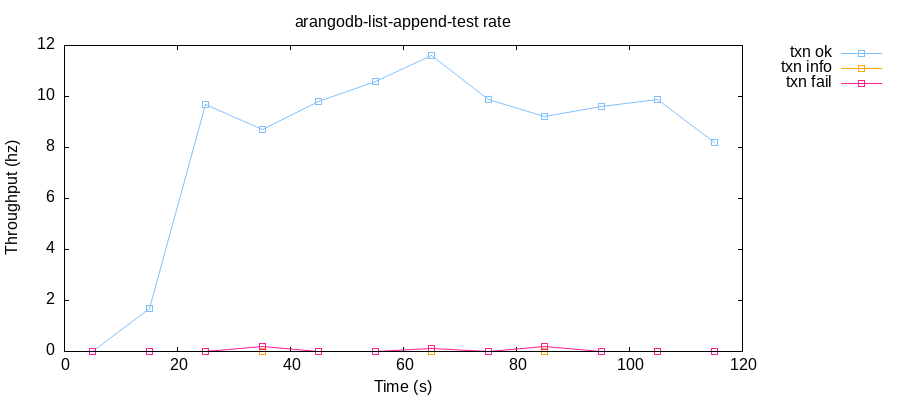 arangodb-list-append-test rate
txn ok
txn info
txn fail
Throughput (hz)
12
10
8
6
4
2
0
0 20 40 60 80 100 120
Time (s)